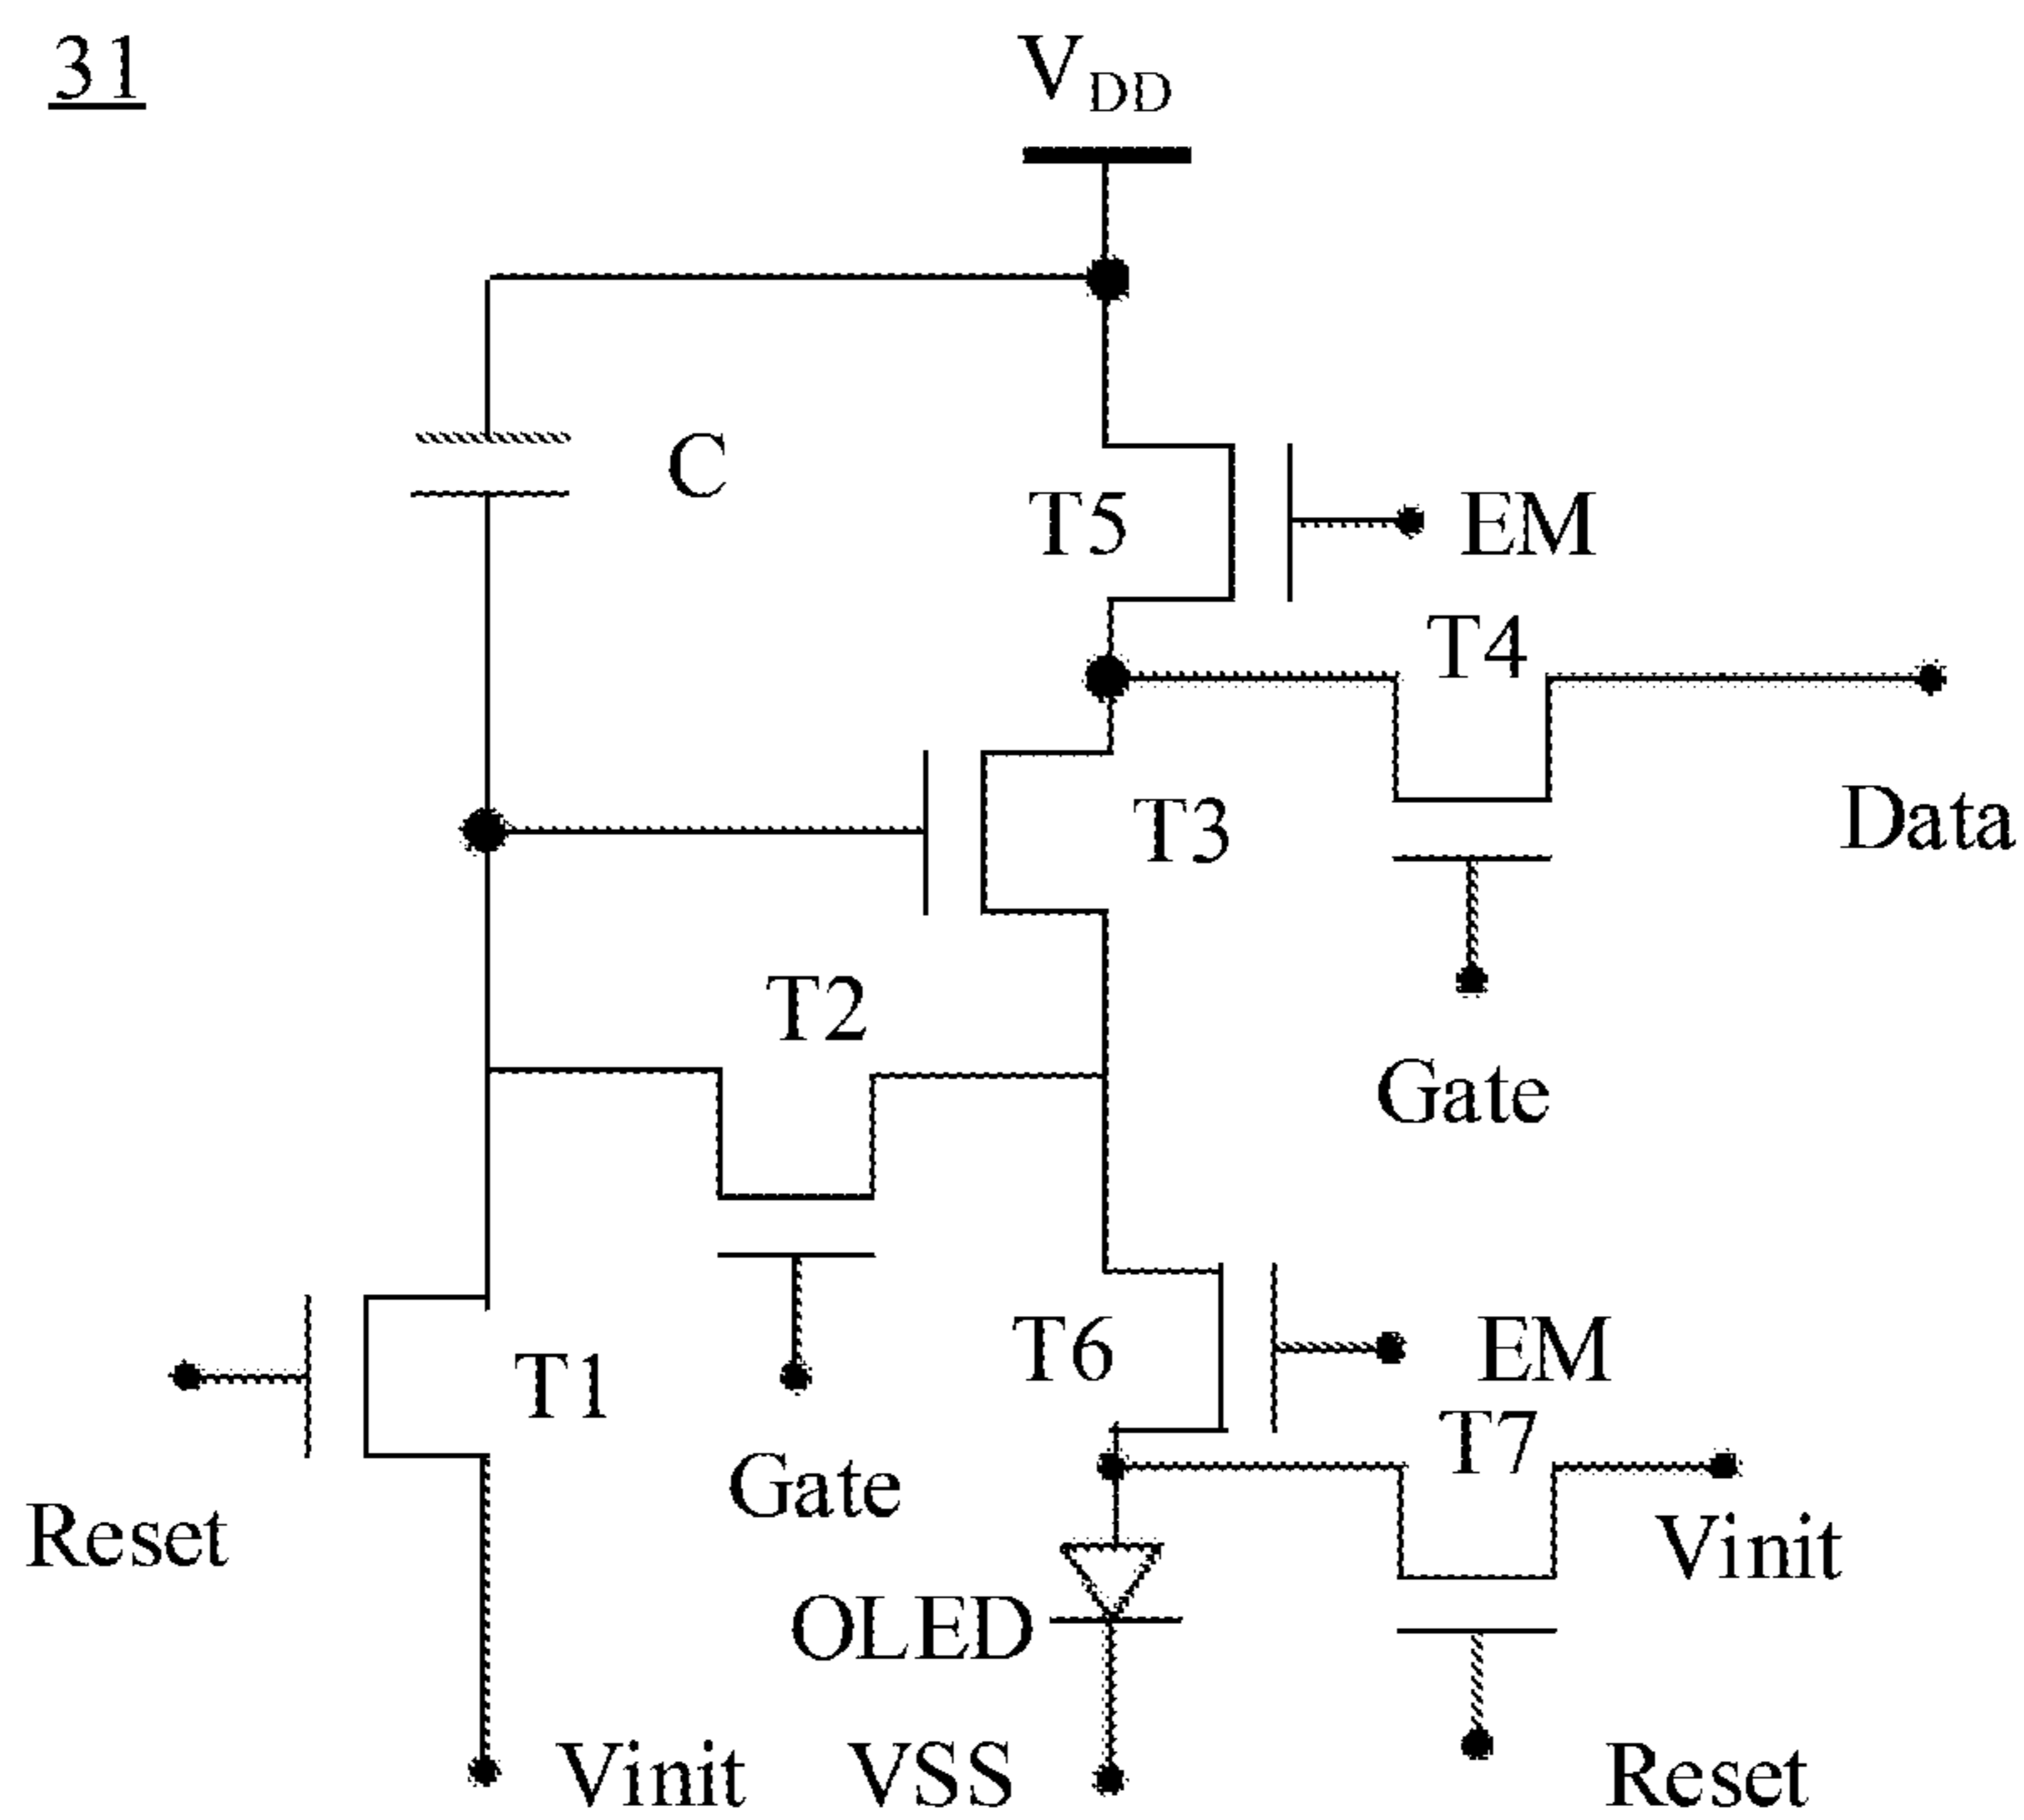 31
VDD
C
T5
EM
T4
T3
Data
T2
Gate
T6
EM
T1
T7
Gate
Reset
Vinit
OLED
Vinit
VSS
Reset